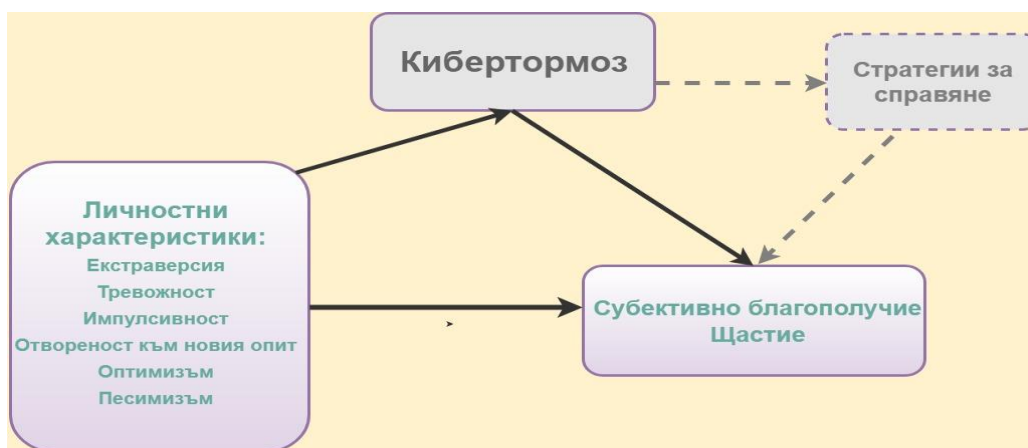 Кибертормоз
Стратегии за
справяне
Личностни
характеристики:
Екстраверсия
Тревожност
Импулсивност
Отвореност към новия опит
Оптимизъм
Песимизъм
Субективно благополучие
Щастие